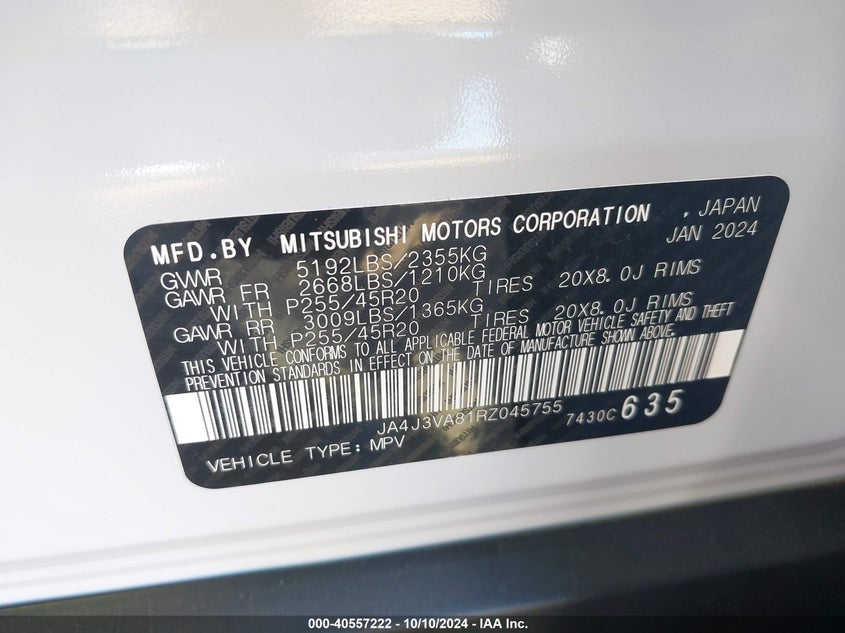 MFD.BY MITSUBISHI MOTORS CORPORATION , JAPAN
JAN 2024
GVWR 5192LBS/2355KG
GAWR FR 2668LBS/1210KG
WITH P255/45R20 TIRES 20X8.0J RIMS
GAWR RR 3009LBS/1365KG
WITH P255/45R20 TIRES 20X8.0J RIMS
THIS VEHICLE CONFORMS TO ALL APPLICABLE FEDERAL MOTOR VEHICLE SAFETY AND THEFT
PREVENTION STANDARDS IN EFFECT ON THE DATE OF MANUFACTURE SHOWN ABOVE.
JA4J3VA81RZ045755 7430C 635
VEHICLE TYPE: MPV
000-40557222 - 10/10/2024 - IAA Inc.